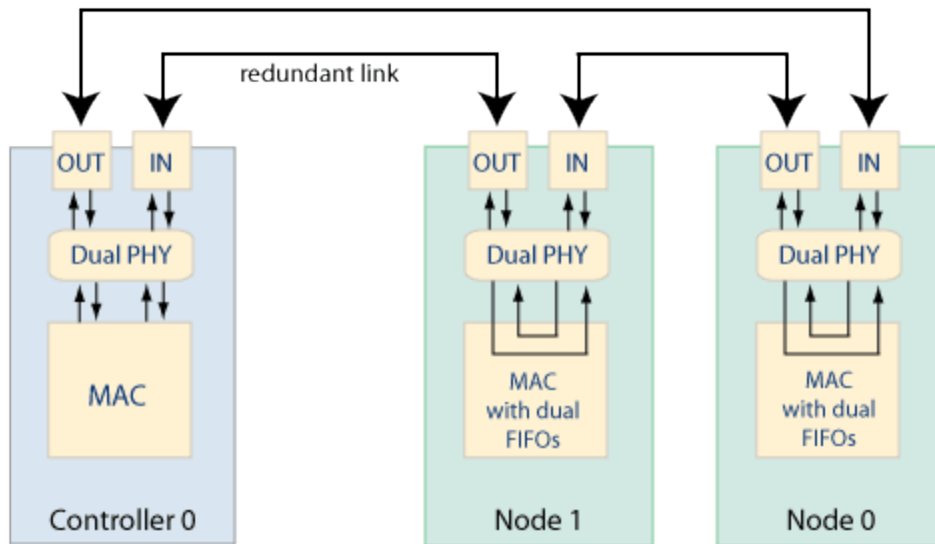 redundant link
OUT
IN
OUT
IN
OUT
IN
Dual PHY
Dual PHY
Dual PHY
MAC
MAC
with dual
FIFOs
MAC
with dual
FIFOs
Controller 0
Node 1
Node 0